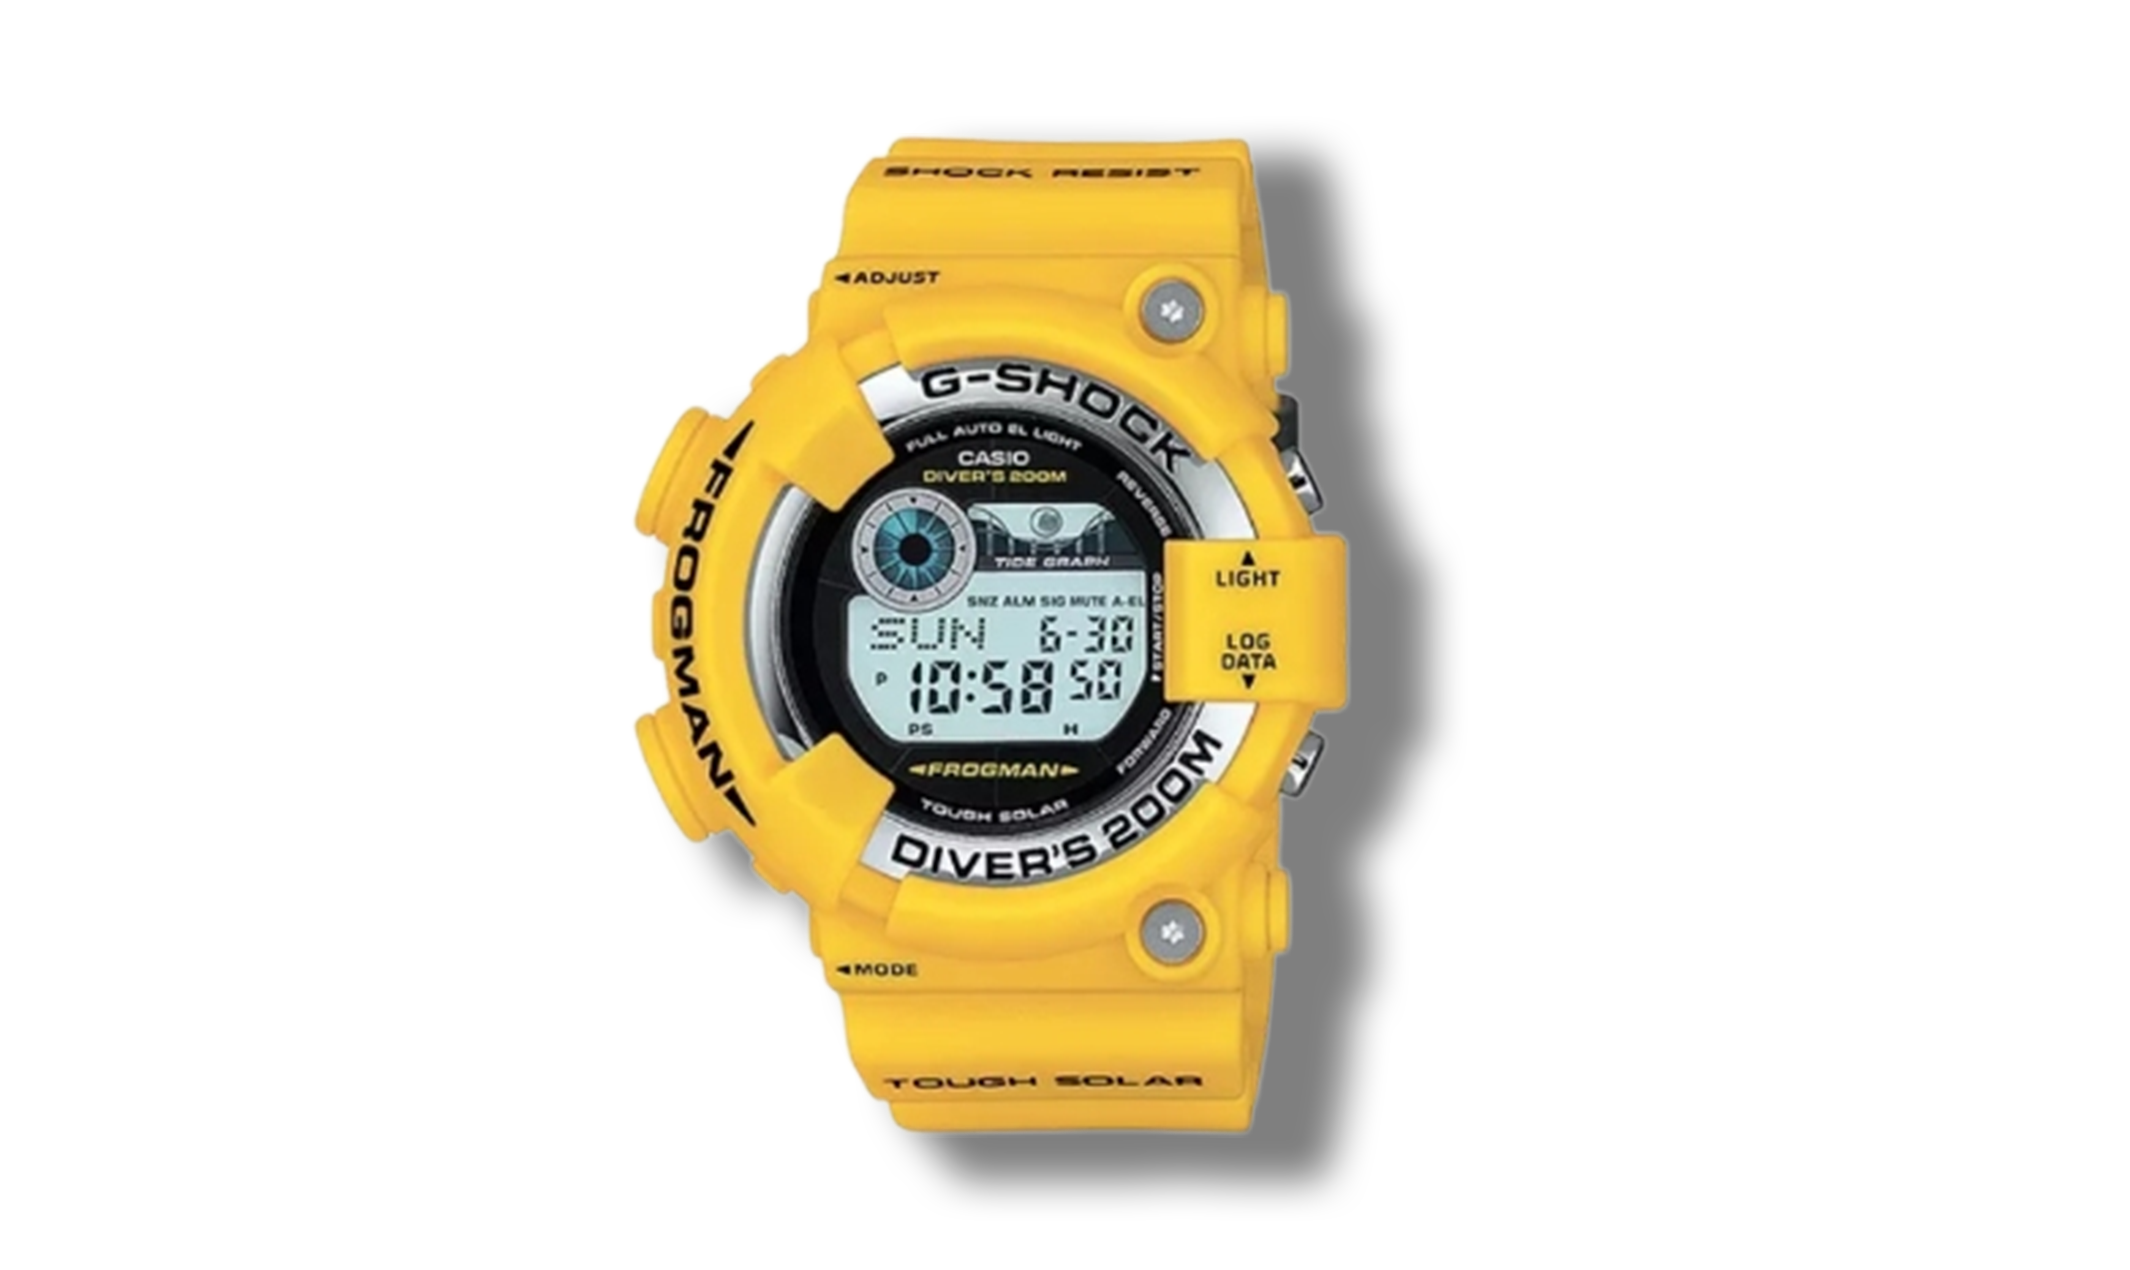 SHOCK RESIST
ADJUST
G-SHOCK
FULL AUTO EL LIGHT
CASIO
DIVER'S 200M
REVERSE
FROGMAN
TIDE GRAPH
LIGHT
SNZ ALM SIG MUTE A-EL
START/STOP
SUN 6-30
LOG
DATA
P 10:58 50
PS H
FORWARD
FROGMAN
TOUGH SOLAR
DIVER'S 200M
MODE
TOUGH SOLAR